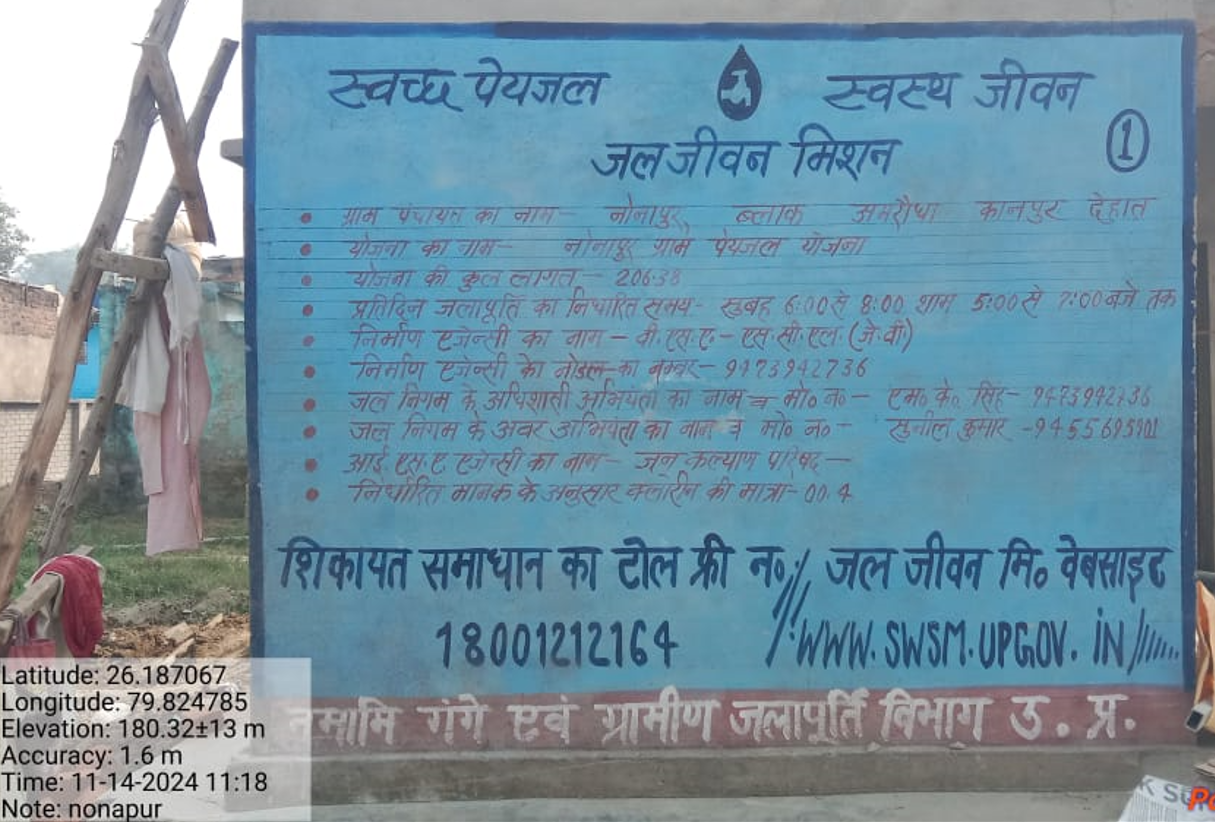 स्वच्छ पेयजल स्वस्थ जीवन
जल जीवन मिशन
1
• ग्राम पंचायत का नाम– नोनापुर ब्लाक अमरौधा कानपुर देहात
• योजना का नाम– नोनापुर ग्राम पेयजल योजना
• योजना की कुल लागत– 206.38
• प्रतिदिन जलापूर्ति का निर्धारित समय- सुबह 6:00 से 8:00 शाम 5:00 से 7:00 बजे तक
• निर्माण एजेन्सी का नाम – वी.एस.ए.– एस.सी.एल. (जे.वी.)
• निर्माण एजेन्सी के नोडल का नम्बर– 9473942736
• जल निगम के अधिशासी अभियंता का नाम व मो० न०– एम० के० सिंह– 9473942236
• जल निगम के अवर अभियंता का नाम व मो० न०– सुनील कुमार -9455695901
• आई.एस.ए एजेन्सी का नाम– जन कल्याण परिषद–
• निर्धारित मानक के अनुसार क्लोरीन की मात्रा– 00.4
शिकायत समाधान का टोल फ्री न० // जल जीवन मि० वेबसाइट
18001212164 WWW.SWSM.UPGOV.iN
नमामि गंगे एवं ग्रामीण जलापूर्ति विभाग उ. प्र.
Latitude: 26.187067
Longitude: 79.824785
Elevation: 180.32±13 m
Accuracy: 1.6 m
Time: 11-14-2024 11:18
Note: nonapur